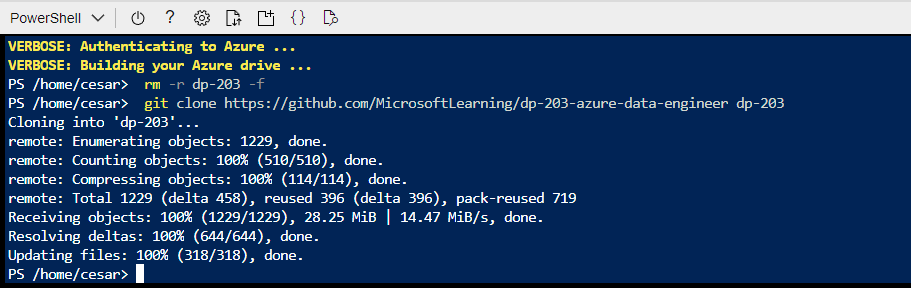 PowerShell
VERBOSE: Authenticating to Azure ...
VERBOSE: Building your Azure drive ...
PS /home/cesar>  rm -r dp-203 -f
PS /home/cesar>  git clone https://github.com/MicrosoftLearning/dp-203-azure-data-engineer dp-203
Cloning into 'dp-203'...
remote: Enumerating objects: 1229, done.
remote: Counting objects: 100% (510/510), done.
remote: Compressing objects: 100% (114/114), done.
remote: Total 1229 (delta 458), reused 396 (delta 396), pack-reused 719
Receiving objects: 100% (1229/1229), 28.25 MiB | 14.47 MiB/s, done.
Resolving deltas: 100% (644/644), done.
Updating files: 100% (318/318), done.
PS /home/cesar>